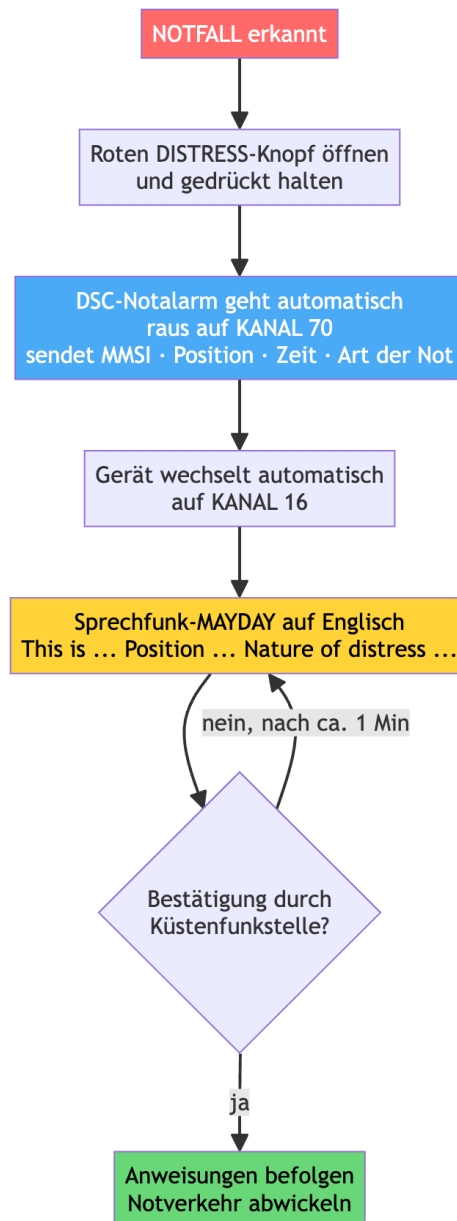 NOTFALL erkannt
Roten DISTRESS-Knopf öffnen
und gedrückt halten
DSC-Notalarm geht automatisch
raus auf KANAL 70
sendet MMSI · Position · Zeit · Art der Not
Gerät wechselt automatisch
auf KANAL 16
Sprechfunk-MAYDAY auf Englisch
This is ... Position ... Nature of distress ...
nein, nach ca. 1 Min
Bestätigung durch
Küstenfunkstelle?
ja
Anweisungen befolgen
Notverkehr abwickeln